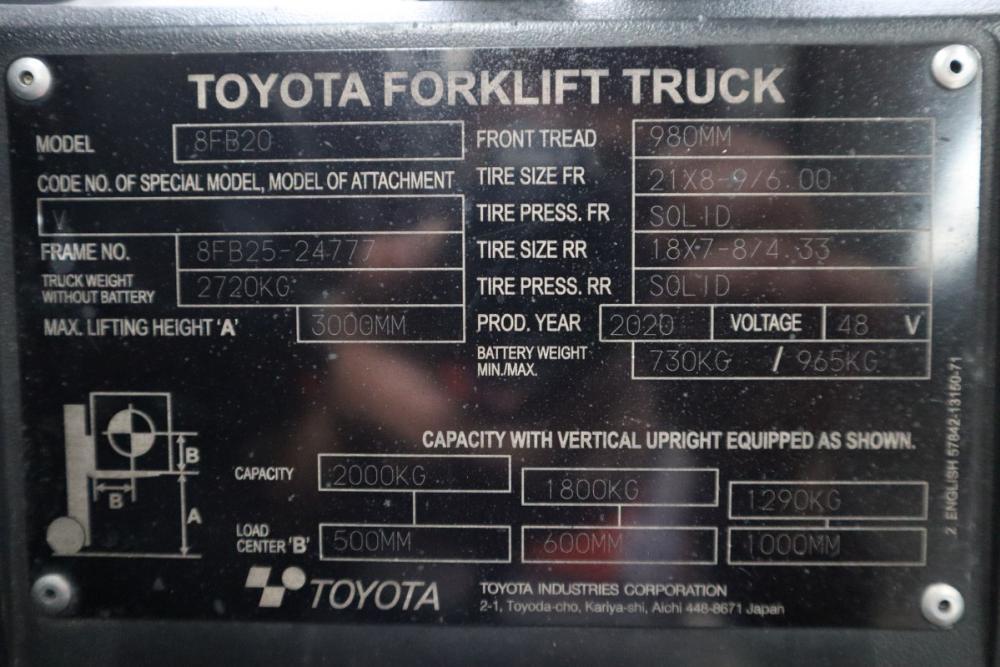 TOYOTA FORKLIFT TRUCK
MODEL 8FB20
CODE NO. OF SPECIAL MODEL, MODEL OF ATTACHMENT
V
FRAME NO. 8FB25-24777
TRUCK WEIGHT
WITHOUT BATTERY 2720KG
MAX. LIFTING HEIGHT 'A' 3000MM
FRONT TREAD 980MM
TIRE SIZE FR 21X8-9/6.00
TIRE PRESS. FR SOLID
TIRE SIZE RR 18X7-8/4.33
TIRE PRESS. RR SOLID
PROD. YEAR 2020 VOLTAGE 48 V
BATTERY WEIGHT
MIN./MAX. 730KG / 965KG
B
B
A
CAPACITY WITH VERTICAL UPRIGHT EQUIPPED AS SHOWN.
CAPACITY 2000KG 1800KG 1290KG
LOAD
CENTER 'B' 500MM 600MM 1000MM
TOYOTA
TOYOTA INDUSTRIES CORPORATION
2-1, Toyoda-cho, Kariya-shi, Aichi 448-8671 Japan
2 ENGLISH 57842-13160-71